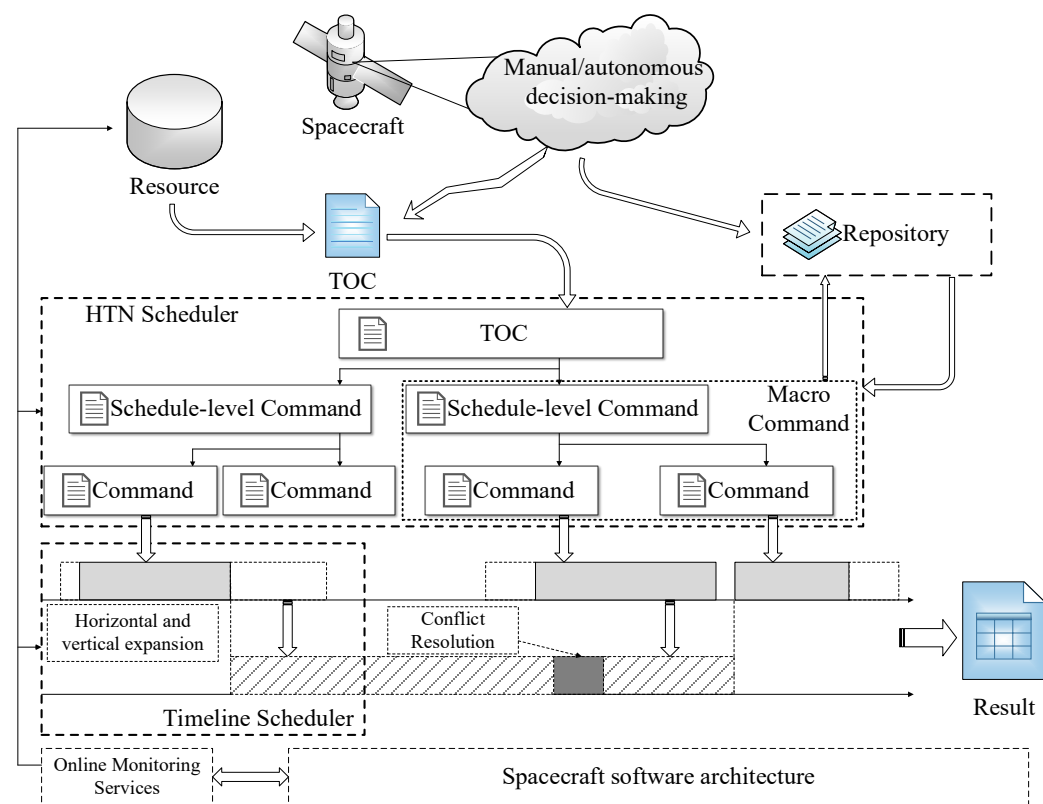 Manual/autonomous
decision-making
Spacecraft
Resource
Repository
TOC
HTN Scheduler
TOC
Schedule-level Command
Schedule-level Command
Macro
Command
Command
Command
Command
Command
Horizontal and
vertical expansion
Conflict
Resolution
Timeline Scheduler
Result
Online Monitoring
Services
Spacecraft software architecture